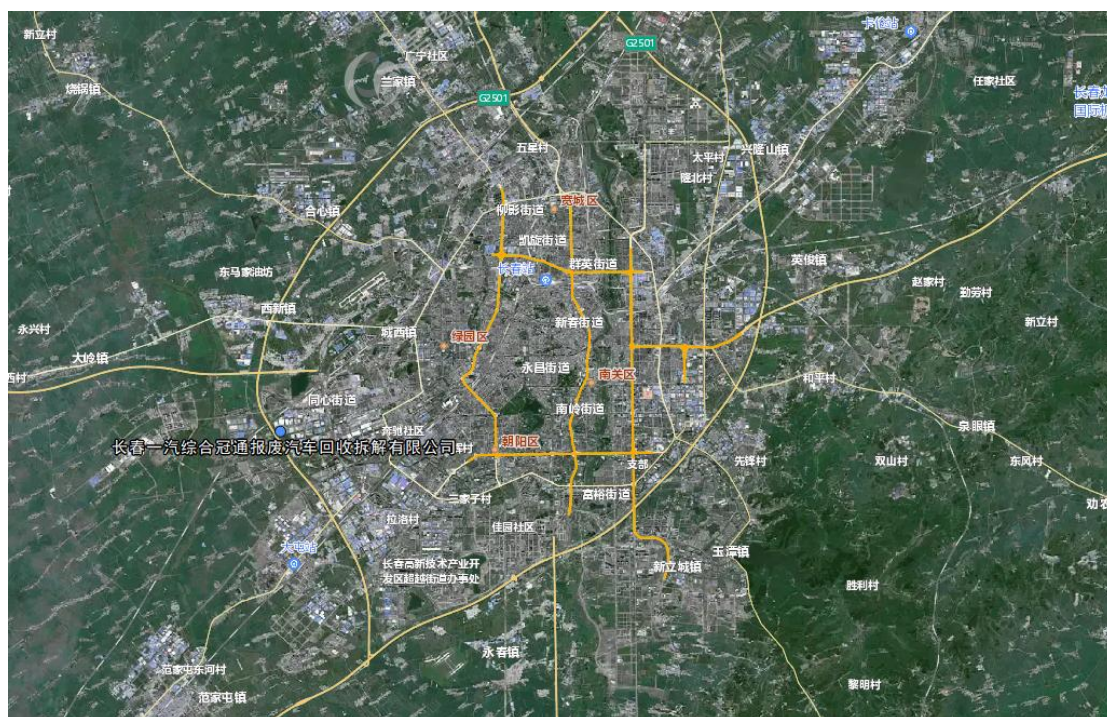 卡伦站
G2501
新立村
广宁社区
兰家镇
烧锅镇
任家社区
G2501
国际机
五星村
兴隆山镇
太平村
隆北村
宽城区
合心镇
柳影街道
凯旋街道
群英街道
长春站
东马家油坊
英俊镇
赵家村
勤劳村
西新镇
新春街道
新立村
永兴村
城西镇
绿园区
大岭镇
永昌街道
南关区
西村
和平村
同心街道
南岭街道
泉眼镇
奔驰社区
朝阳区
长春一汽综合冠通报废汽车回收拆解有限公司
支部
先锋村
双山村
东风村
三家子村
富裕街道
劝农
拉洛村
佳园社区
大屯站
长春高新技术产业开
发区超越街道办事处
玉潭镇
新立城镇
胜利村
永春镇
范家屯东河村
范家屯镇
黎明村